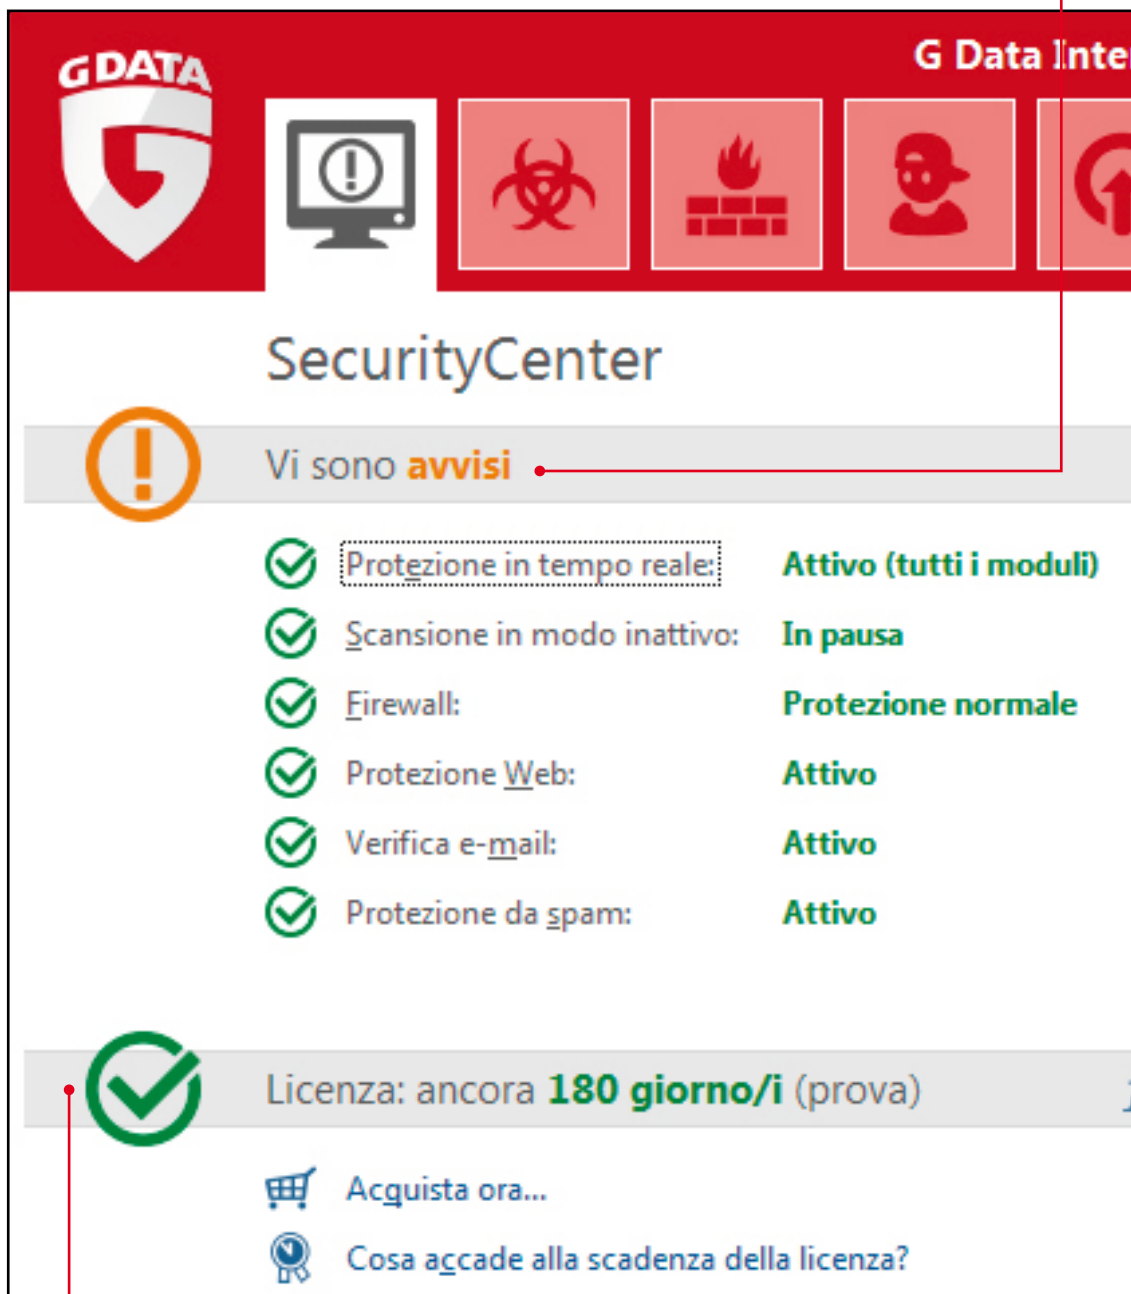 G DATA
G Data Inter
SecurityCenter
Vi sono avvisi
Protezione in tempo reale: Attivo (tutti i moduli)
Scansione in modo inattivo: In pausa
Firewall: Protezione normale
Protezione Web: Attivo
Verifica e-mail: Attivo
Protezione da spam: Attivo
Licenza: ancora 180 giorno/i (prova)
Acquista ora...
Cosa accade alla scadenza della licenza?